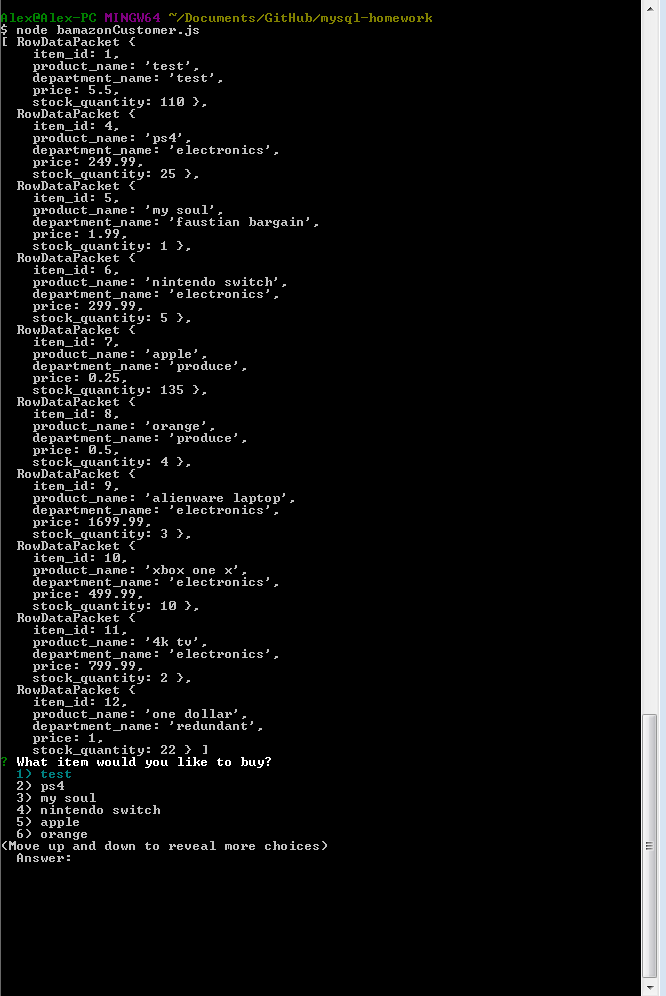 Alex@Alex-PC MINGW64 ~/Documents/GitHub/mysql-homework
$ node bamazonCustomer.js
[ RowDataPacket {
    item_id: 1,
    product_name: 'test',
    department_name: 'test',
    price: 5.5,
    stock_quantity: 110 },
  RowDataPacket {
    item_id: 4,
    product_name: 'ps4',
    department_name: 'electronics',
    price: 249.99,
    stock_quantity: 25 },
  RowDataPacket {
    item_id: 5,
    product_name: 'my soul',
    department_name: 'faustian bargain',
    price: 1.99,
    stock_quantity: 1 },
  RowDataPacket {
    item_id: 6,
    product_name: 'nintendo switch',
    department_name: 'electronics',
    price: 299.99,
    stock_quantity: 5 },
  RowDataPacket {
    item_id: 7,
    product_name: 'apple',
    department_name: 'produce',
    price: 0.25,
    stock_quantity: 135 },
  RowDataPacket {
    item_id: 8,
    product_name: 'orange',
    department_name: 'produce',
    price: 0.5,
    stock_quantity: 4 },
  RowDataPacket {
    item_id: 9,
    product_name: 'alienware laptop',
    department_name: 'electronics',
    price: 1699.99,
    stock_quantity: 3 },
  RowDataPacket {
    item_id: 10,
    product_name: 'xbox one x',
    department_name: 'electronics',
    price: 499.99,
    stock_quantity: 10 },
  RowDataPacket {
    item_id: 11,
    product_name: '4k tv',
    department_name: 'electronics',
    price: 799.99,
    stock_quantity: 2 },
  RowDataPacket {
    item_id: 12,
    product_name: 'one dollar',
    department_name: 'redundant',
    price: 1,
    stock_quantity: 22 } ]
? What item would you like to buy?
  1) test
  2) ps4
  3) my soul
  4) nintendo switch
  5) apple
  6) orange
(Move up and down to reveal more choices)
  Answer: